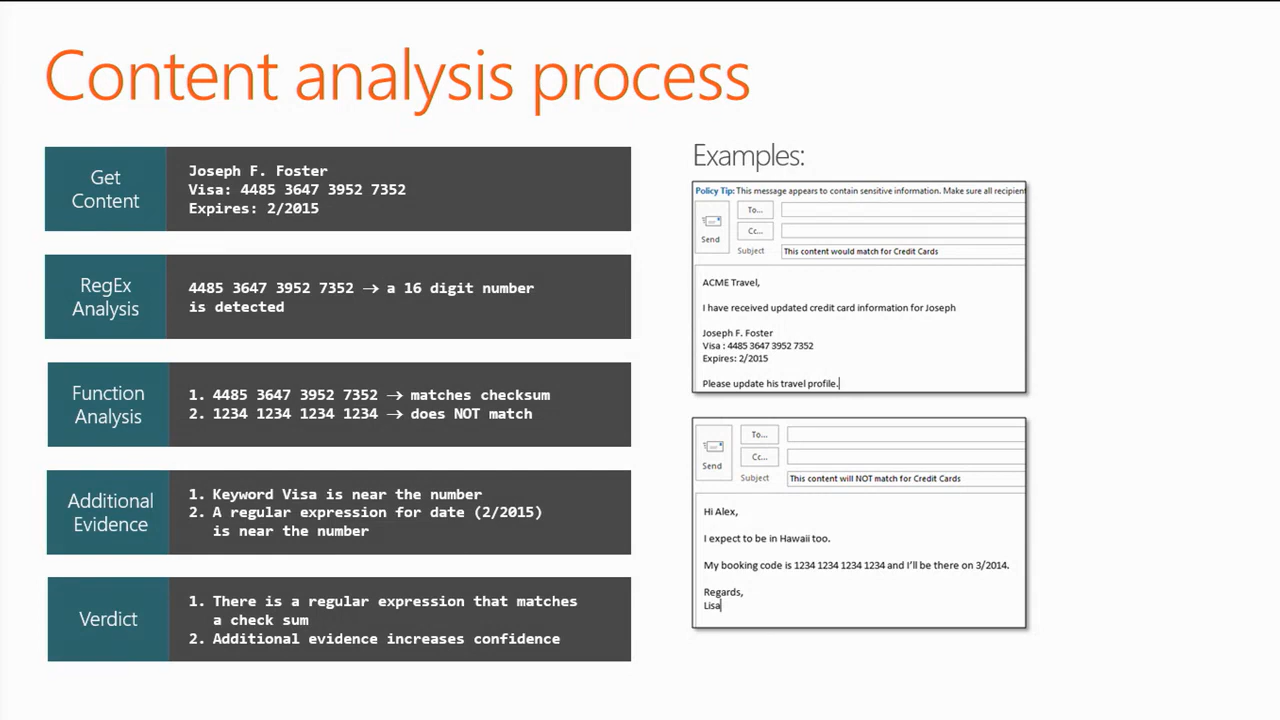 Content analysis process
Get
Content
Joseph F. Foster
Visa: 4485 3647 3952 7352
Expires: 2/2015
RegEx
Analysis
4485 3647 3952 7352 → a 16 digit number
is detected
Function
Analysis
1. 4485 3647 3952 7352 → matches checksum
2. 1234 1234 1234 1234 → does NOT match
Additional
Evidence
1. Keyword Visa is near the number
2. A regular expression for date (2/2015)
is near the number
Verdict
1. There is a regular expression that matches
a check sum
2. Additional evidence increases confidence
Examples:
Policy Tip: This message appears to contain sensitive information. Make sure all recipien
To...
Send
Cc...
Subject
This content would match for Credit Cards
ACME Travel,
I have received updated credit card information for Joseph
Joseph F. Foster
Visa : 4485 3647 3952 7352
Expires: 2/2015
Please update his travel profile.
To...
Send
Cc...
Subject
This content will NOT match for Credit Cards
Hi Alex,
I expect to be in Hawaii too.
My booking code is 1234 1234 1234 1234 and I'll be there on 3/2014.
Regards,
Lisa